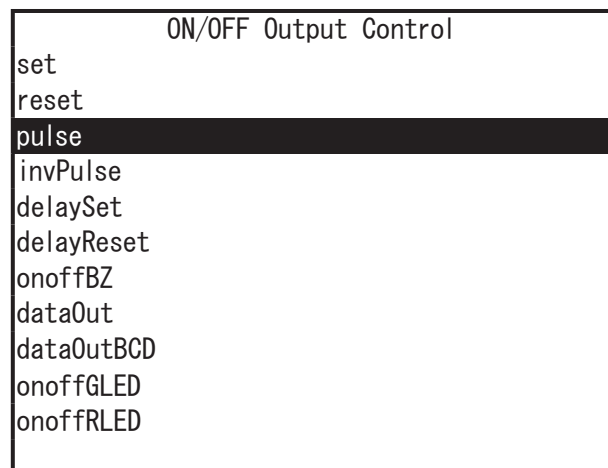 ON/OFF Output Control
set
reset
pulse
invPulse
delaySet
delayReset
onoffBZ
dataOut
dataOutBCD
onoffGLED
onoffRLED